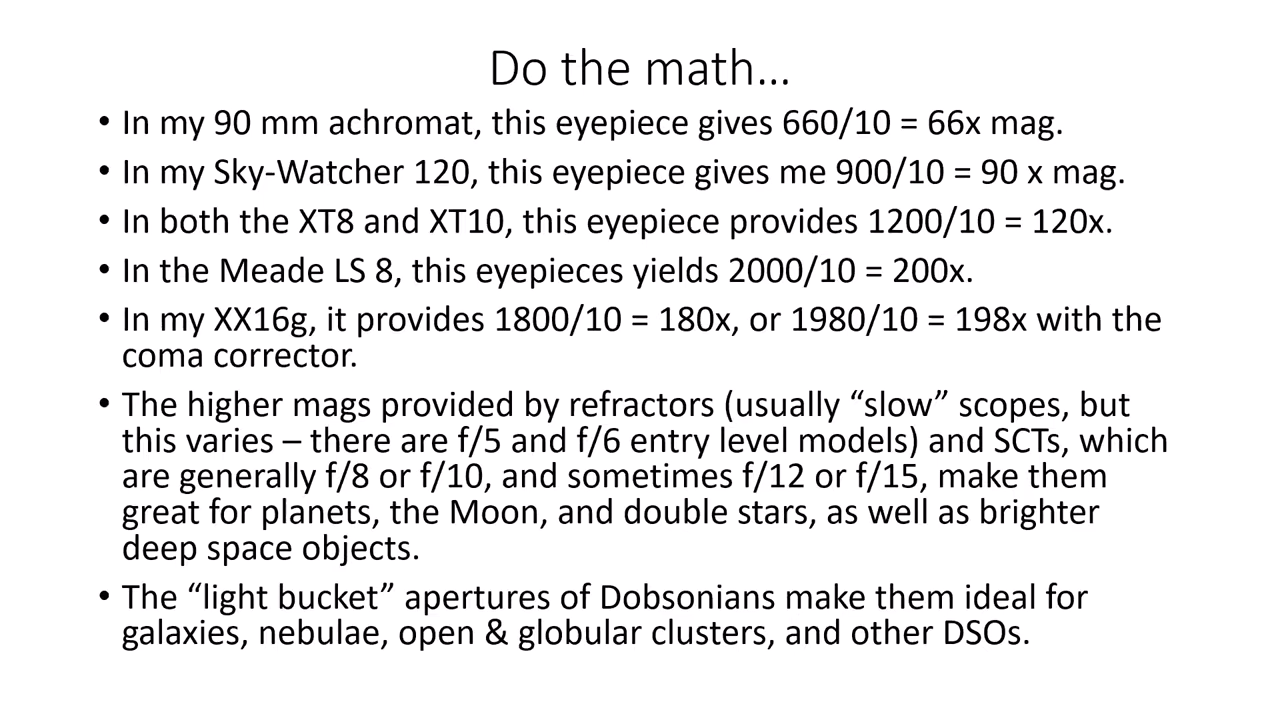 Do the math…
• In my 90 mm achromat, this eyepiece gives 660/10 = 66x mag.
• In my Sky-Watcher 120, this eyepiece gives me 900/10 = 90 x mag.
• In both the XT8 and XT10, this eyepiece provides 1200/10 = 120x.
• In the Meade LS 8, this eyepieces yields 2000/10 = 200x.
• In my XX16g, it provides 1800/10 = 180x, or 1980/10 = 198x with the
coma corrector.
• The higher mags provided by refractors (usually “slow” scopes, but
this varies – there are f/5 and f/6 entry level models) and SCTs, which
are generally f/8 or f/10, and sometimes f/12 or f/15, make them
great for planets, the Moon, and double stars, as well as brighter
deep space objects.
• The “light bucket” apertures of Dobsonians make them ideal for
galaxies, nebulae, open & globular clusters, and other DSOs.